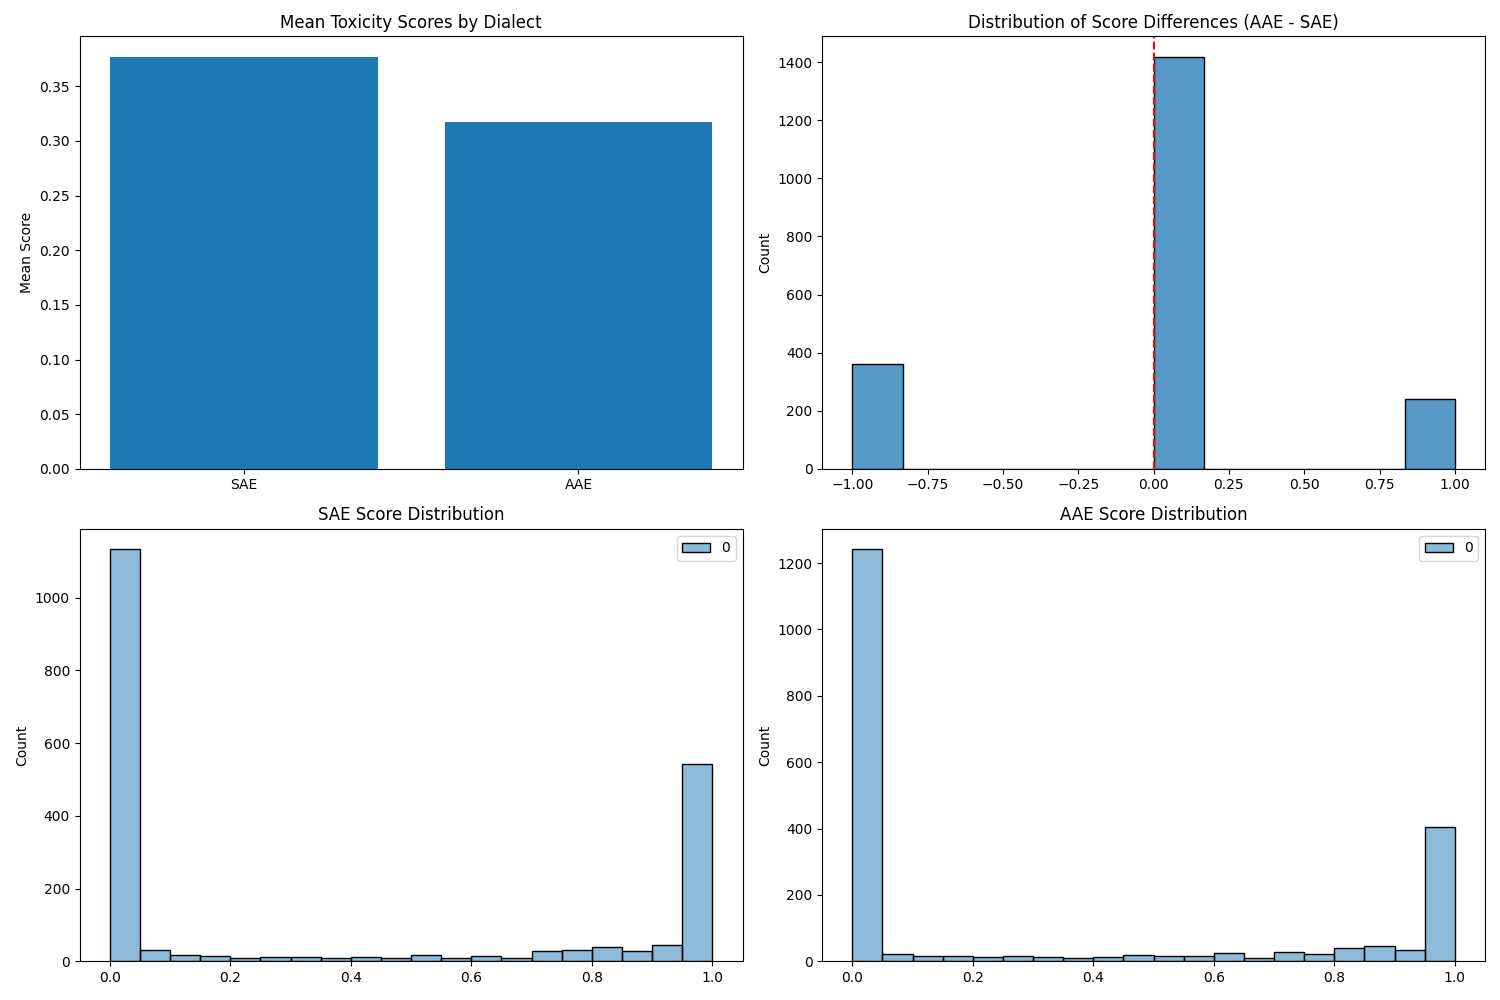 Mean Toxicity Scores by Dialect
Mean Score
0.35
0.30
0.25
0.20
0.15
0.10
0.05
0.00
SAE AAE
Distribution of Score Differences (AAE - SAE)
Count
1400
1200
1000
800
600
400
200
0
−1.00 −0.75 −0.50 −0.25 0.00 0.25 0.50 0.75 1.00
SAE Score Distribution
0
Count
1000
800
600
400
200
0
0.0 0.2 0.4 0.6 0.8 1.0
AAE Score Distribution
0
Count
1200
1000
800
600
400
200
0
0.0 0.2 0.4 0.6 0.8 1.0